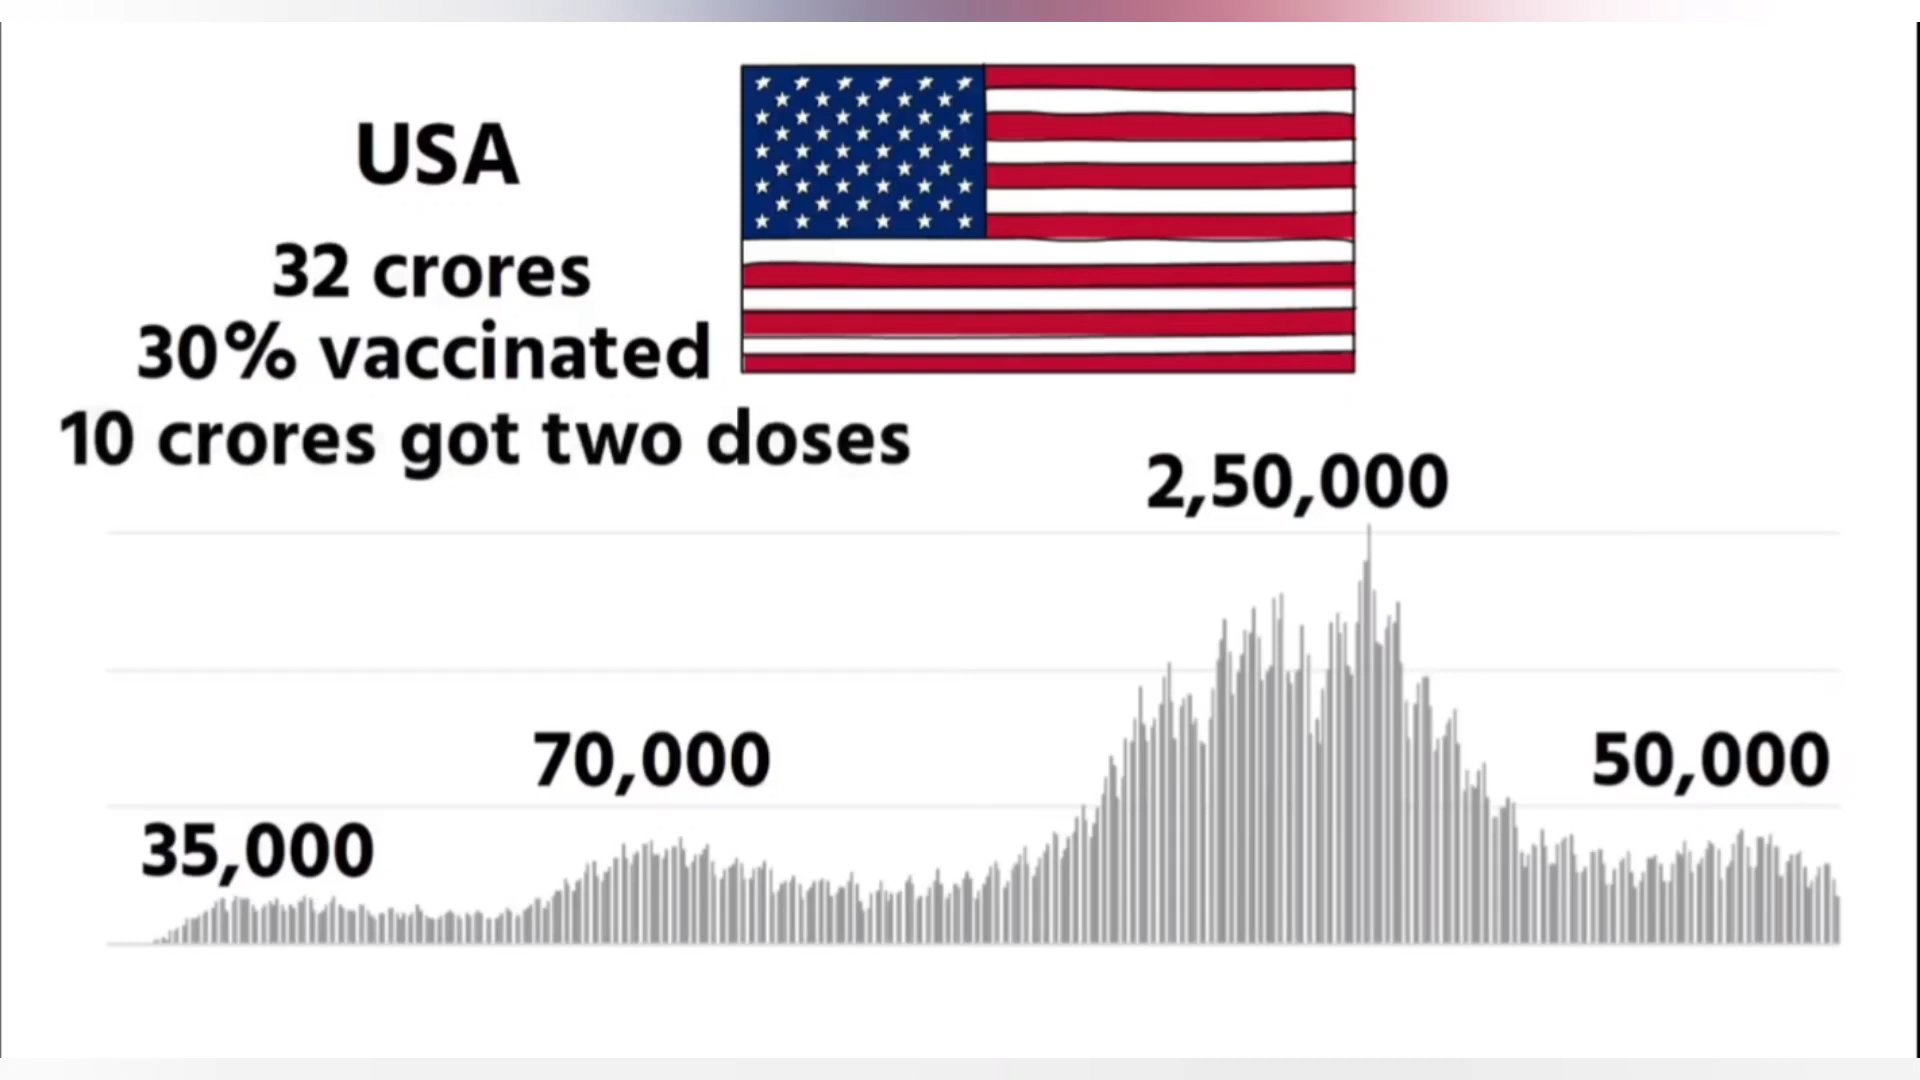 USA
32 crores
30% vaccinated
10 crores got two doses
2,50,000
70,000
50,000
35,000